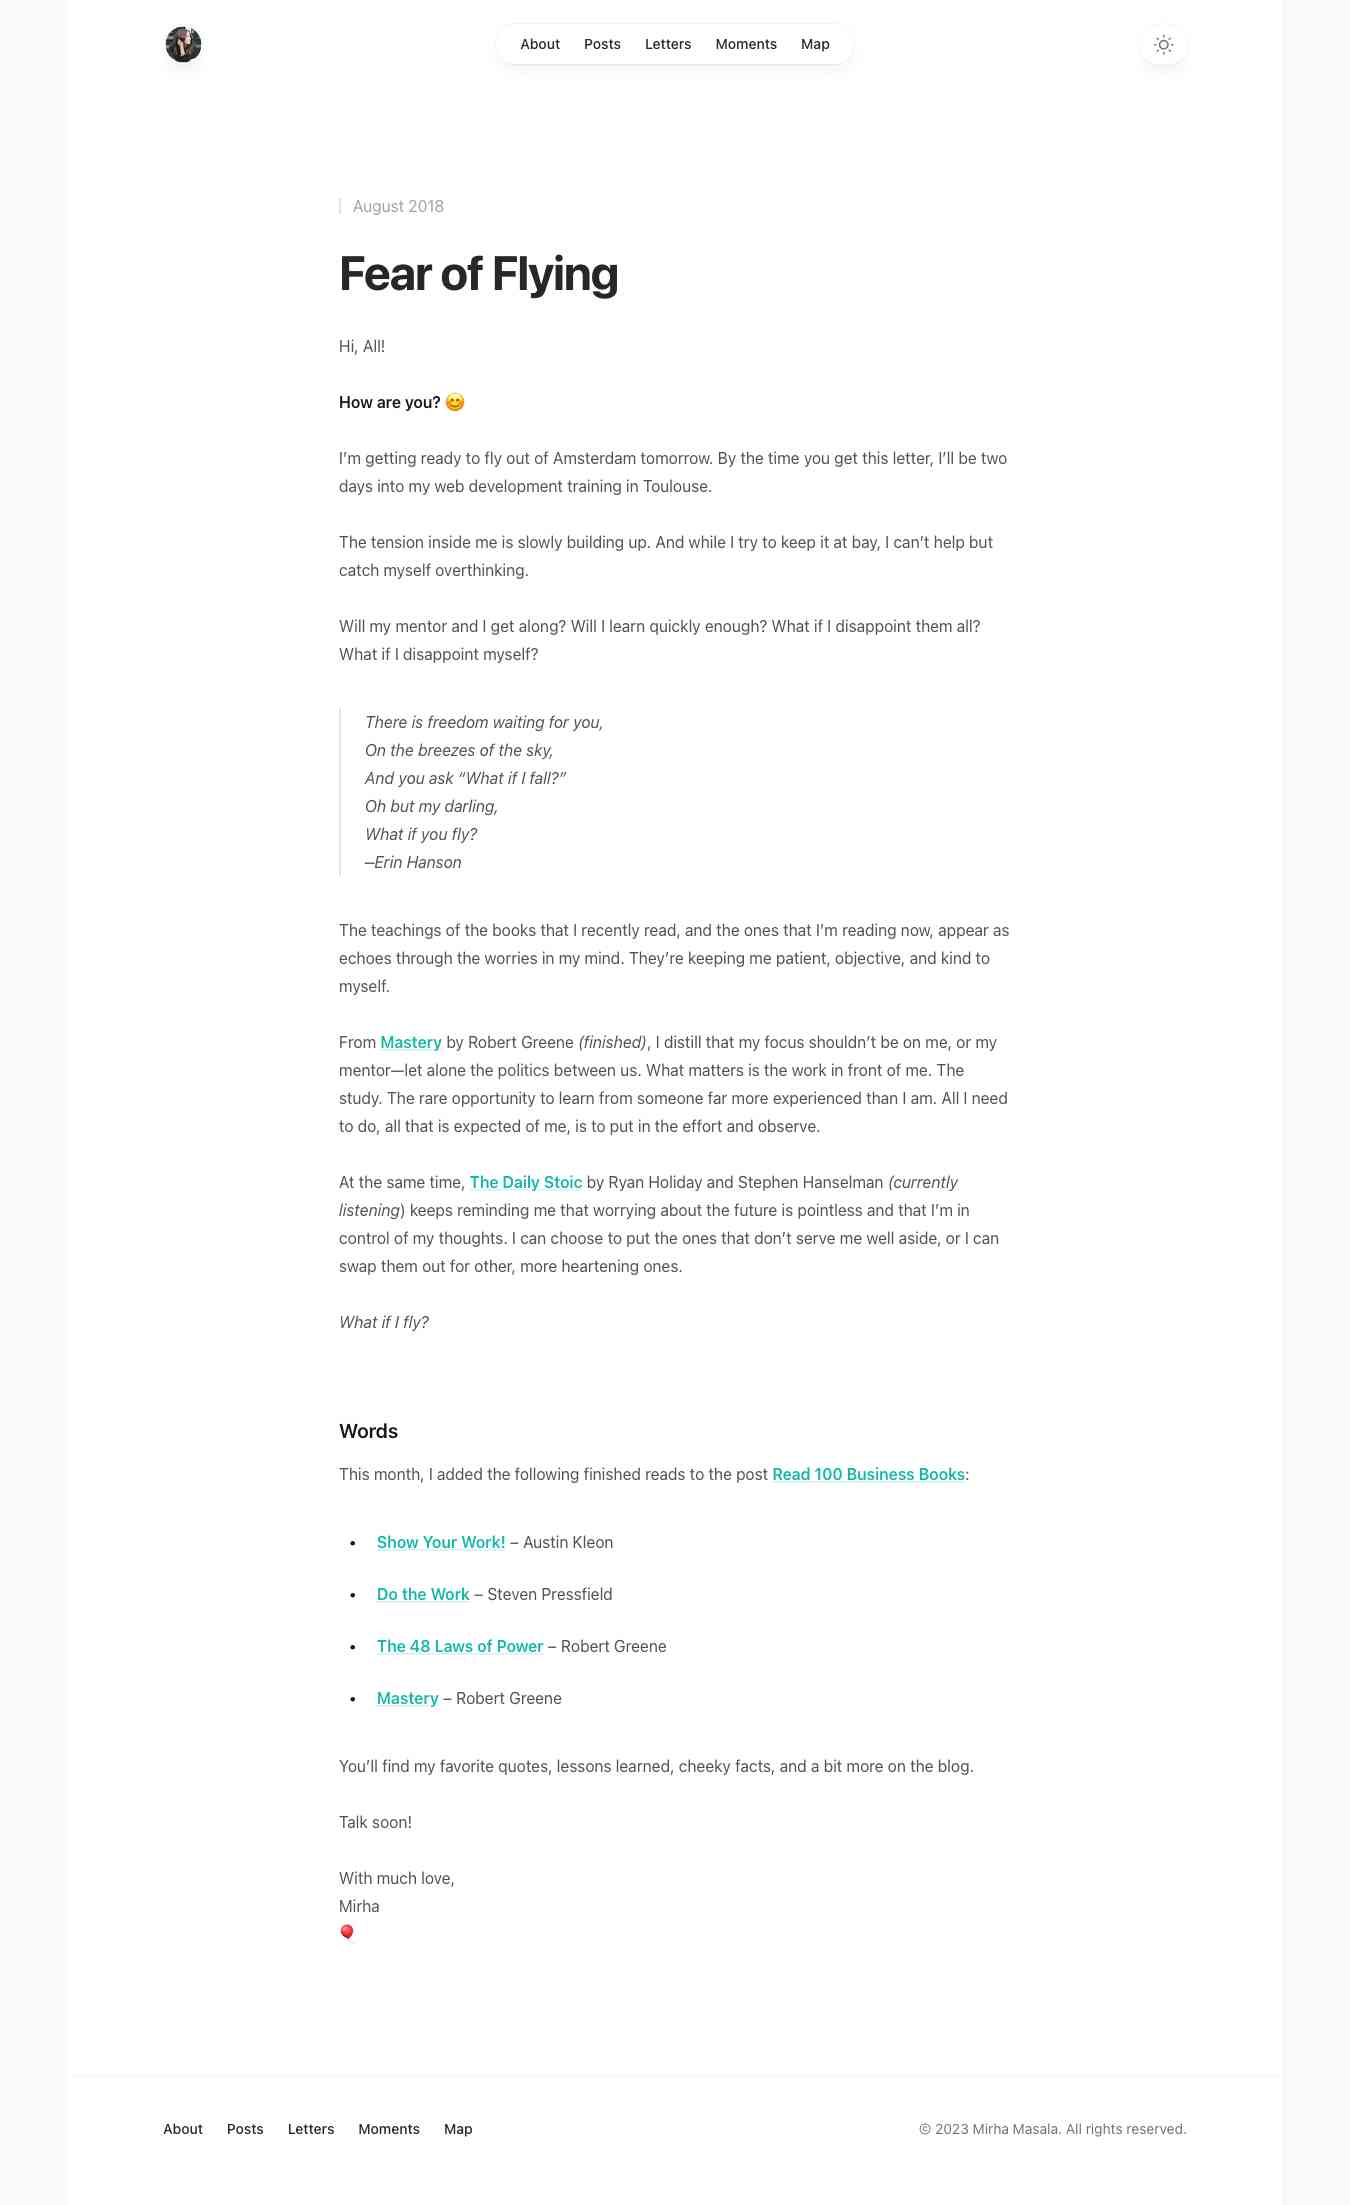 About Posts Letters Moments Map
August 2018
Fear of Flying
Hi, All!
How are you? 😊
I’m getting ready to fly out of Amsterdam tomorrow. By the time you get this letter, I’ll be two
days into my web development training in Toulouse.
The tension inside me is slowly building up. And while I try to keep it at bay, I can’t help but
catch myself overthinking.
Will my mentor and I get along? Will I learn quickly enough? What if I disappoint them all?
What if I disappoint myself?
There is freedom waiting for you,
On the breezes of the sky,
And you ask “What if I fall?”
Oh but my darling,
What if you fly?
–Erin Hanson
The teachings of the books that I recently read, and the ones that I’m reading now, appear as
echoes through the worries in my mind. They’re keeping me patient, objective, and kind to
myself.
From Mastery by Robert Greene (finished), I distill that my focus shouldn’t be on me, or my
mentor—let alone the politics between us. What matters is the work in front of me. The
study. The rare opportunity to learn from someone far more experienced than I am. All I need
to do, all that is expected of me, is to put in the effort and observe.
At the same time, The Daily Stoic by Ryan Holiday and Stephen Hanselman (currently
listening) keeps reminding me that worrying about the future is pointless and that I’m in
control of my thoughts. I can choose to put the ones that don’t serve me well aside, or I can
swap them out for other, more heartening ones.
What if I fly?
Words
This month, I added the following finished reads to the post Read 100 Business Books:
• Show Your Work! – Austin Kleon
• Do the Work – Steven Pressfield
• The 48 Laws of Power – Robert Greene
• Mastery – Robert Greene
You’ll find my favorite quotes, lessons learned, cheeky facts, and a bit more on the blog.
Talk soon!
With much love,
Mirha
🎈
About Posts Letters Moments Map
© 2023 Mirha Masala. All rights reserved.